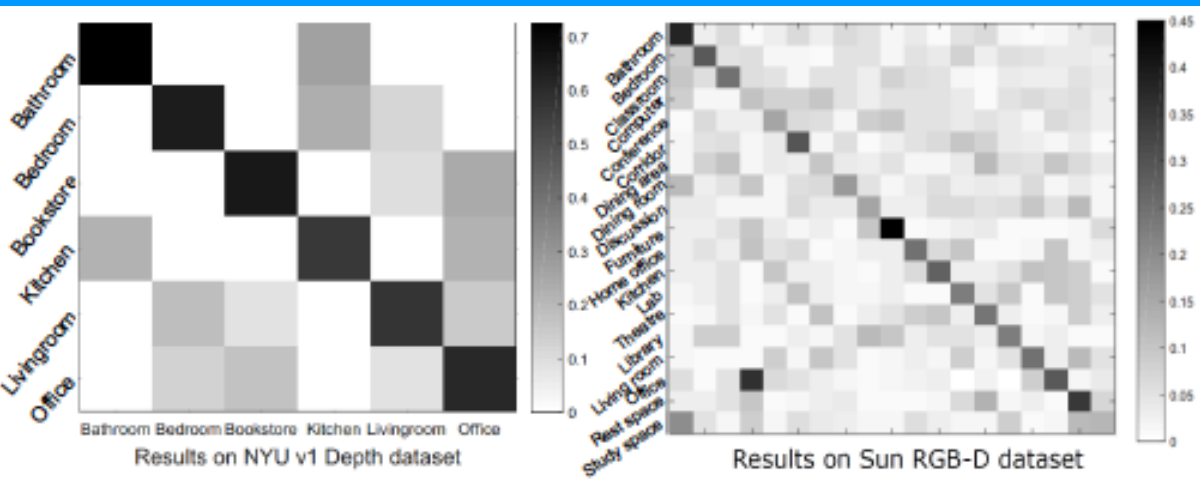 Bathroom
Bedroom
Bookstore
Kitchen
Livingroom
Office
Bathroom Bedroom Bookstore Kitchen Livingroom Office
Results on NYU v1 Depth dataset
0.7
0.6
0.5
0.4
0.3
0.2
0.1
0
Bathroom
Bedroom
Classroom
Computer
Conference
Corridor
Dining area
Dining room
Discussion
Furniture
Home office
Kitchen
Lab
Theatre
Library
Living room
Office
Rest space
Study space
Results on Sun RGB-D dataset
0.45
0.4
0.35
0.3
0.25
0.2
0.15
0.1
0.05
0